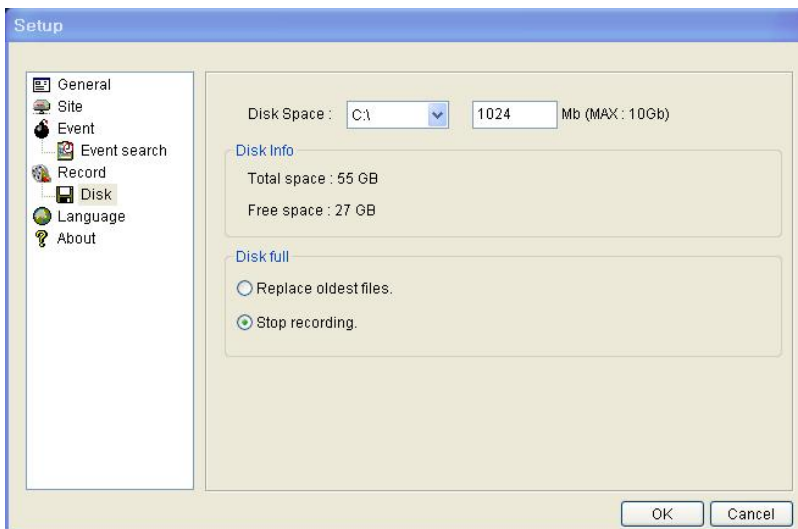 Setup
General
Site
Event
Event search
Record
Disk
Language
About
Disk Space : C:\ 1024 Mb (MAX : 10Gb)
Disk Info
Total space : 55 GB
Free space : 27 GB
Disk full
Replace oldest files.
Stop recording.
OK Cancel